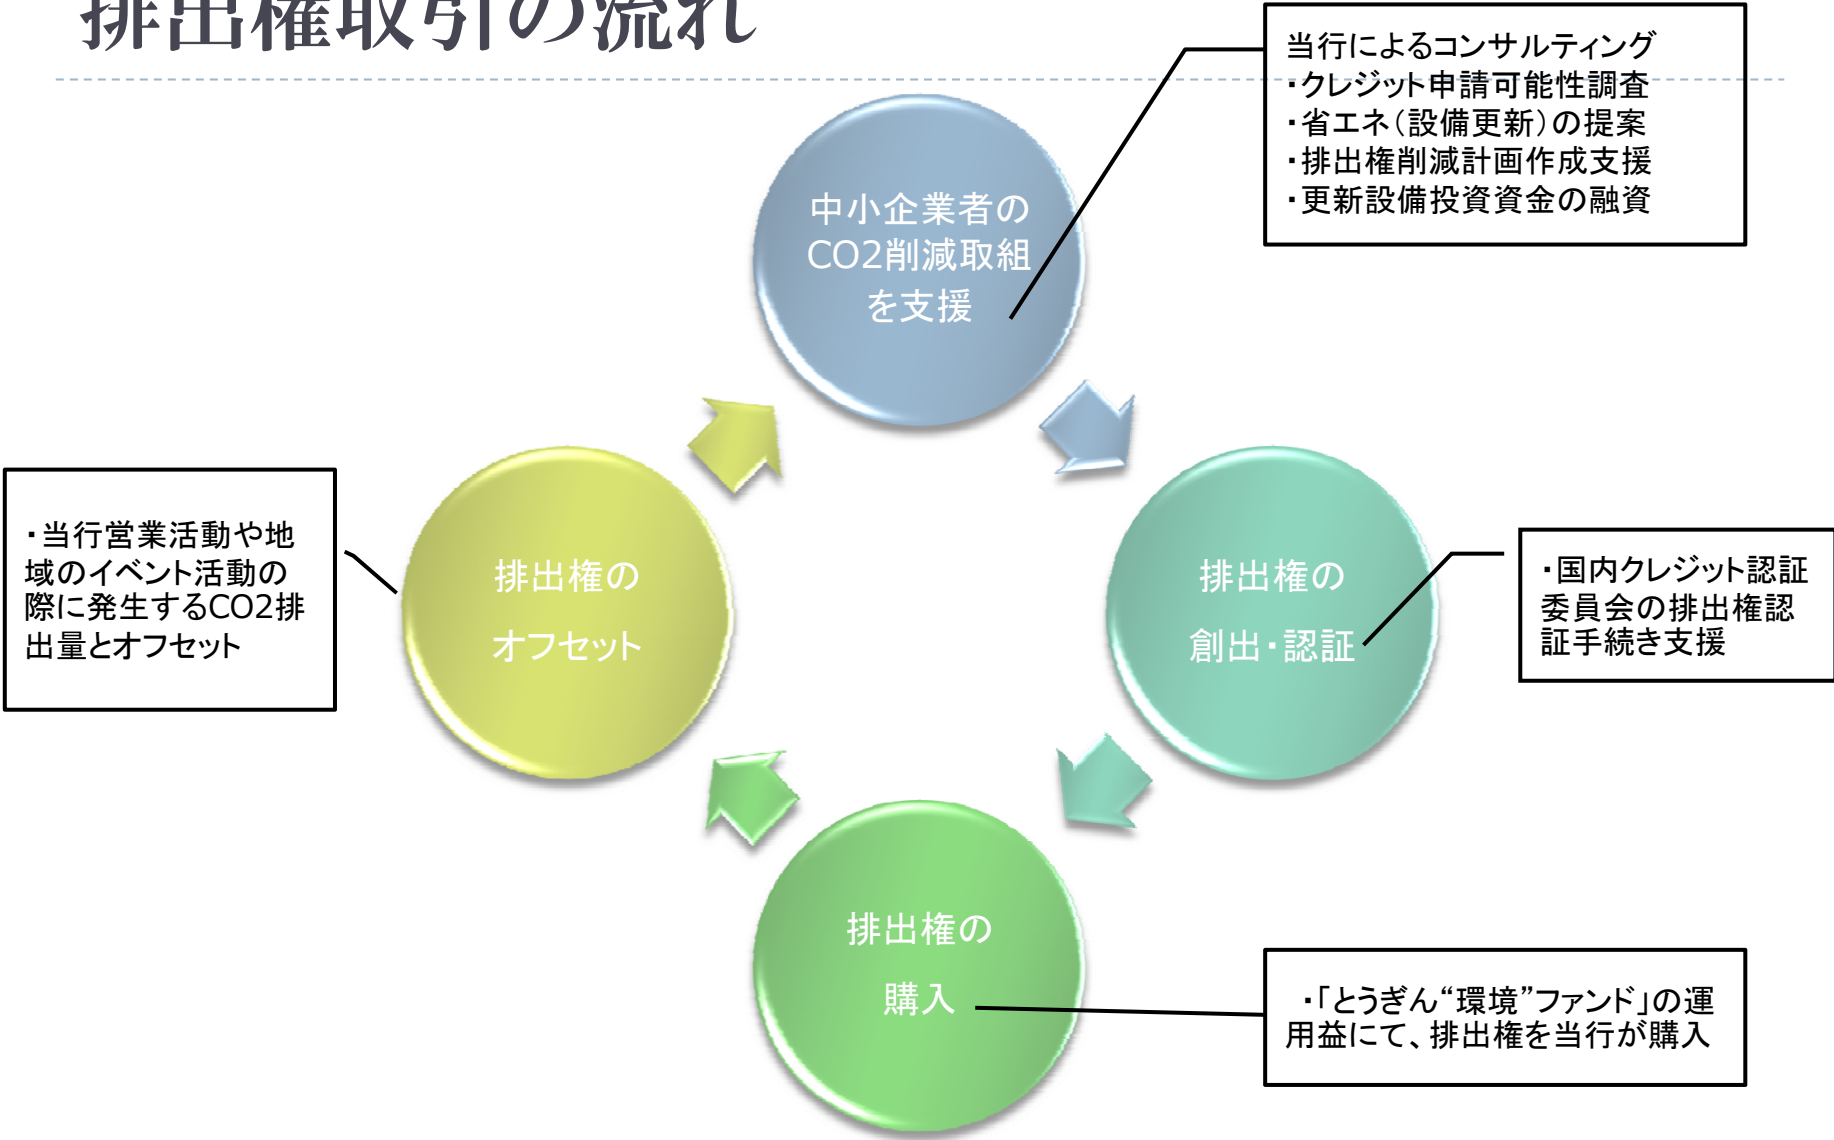 排出権取引の流れ
当行によるコンサルティング
・クレジット申請可能性調査
・省エネ（設備更新）の提案
・排出権削減計画作成支援
・更新設備投資資金の融資
中小企業者の
CO2削減取組
を支援
排出権の
創出・認証
・国内クレジット認証
委員会の排出権認
証手続き支援
排出権の
購入
・「とうぎん“環境”ファンド」の運
用益にて、排出権を当行が購入
排出権の
オフセット
・当行営業活動や地
域のイベント活動の
際に発生するCO2排
出量とオフセット